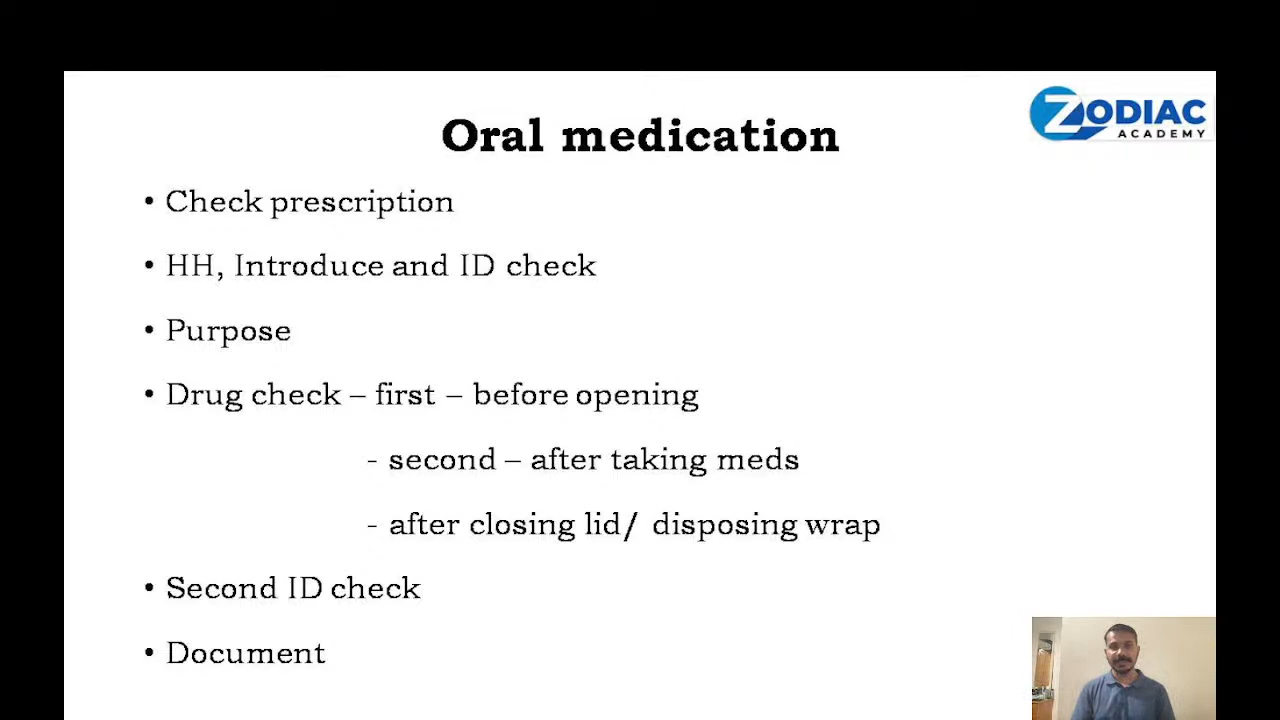 ZODIAC
ACADEMY
Oral medication
• Check prescription
• HH, Introduce and ID check
• Purpose
• Drug check – first – before opening
- second – after taking meds
- after closing lid/ disposing wrap
• Second ID check
• Document